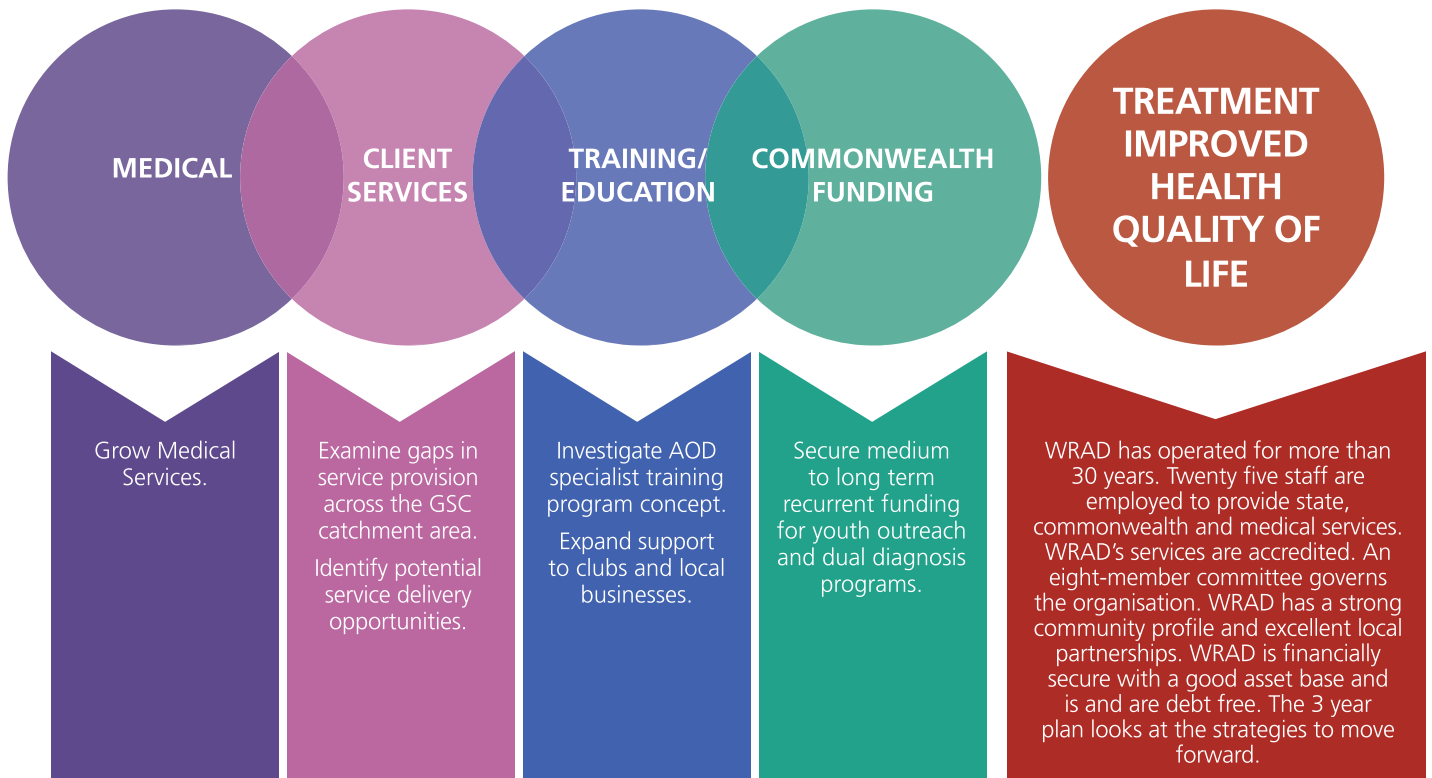 MEDICAL
CLIENT
SERVICES
TRAINING/
EDUCATION
COMMONWEALTH
FUNDING
TREATMENT
IMPROVED
HEALTH
QUALITY OF
LIFE
Grow Medical
Services.
Examine gaps in
service provision
across the GSC
catchment area.
Identify potential
service delivery
opportunities.
Investigate AOD
specialist training
program concept.
Expand support
to clubs and local
businesses.
Secure medium
to long term
recurrent funding
for youth outreach
and dual diagnosis
programs.
WRAD has operated for more than
30 years. Twenty five staff are
employed to provide state,
commonwealth and medical services.
WRAD’s services are accredited. An
eight-member committee governs
the organisation. WRAD has a strong
community profile and excellent local
partnerships. WRAD is financially
secure with a good asset base and
is and are debt free. The 3 year
plan looks at the strategies to move
forward.